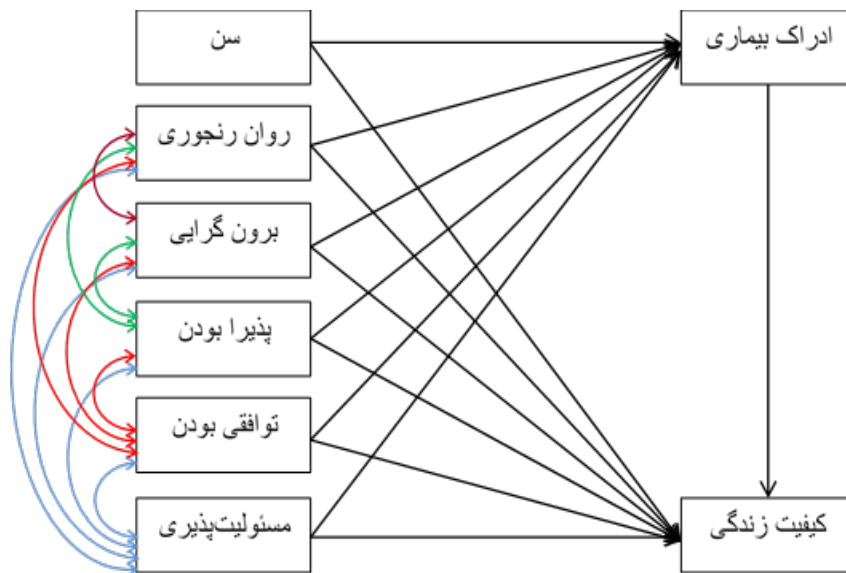 سن
ادراک بیماری
روان رنجوری
برون گرایی
پذیرا بودن
توافقی بودن
مسئولیت‌پذیری
کیفیت زندگی